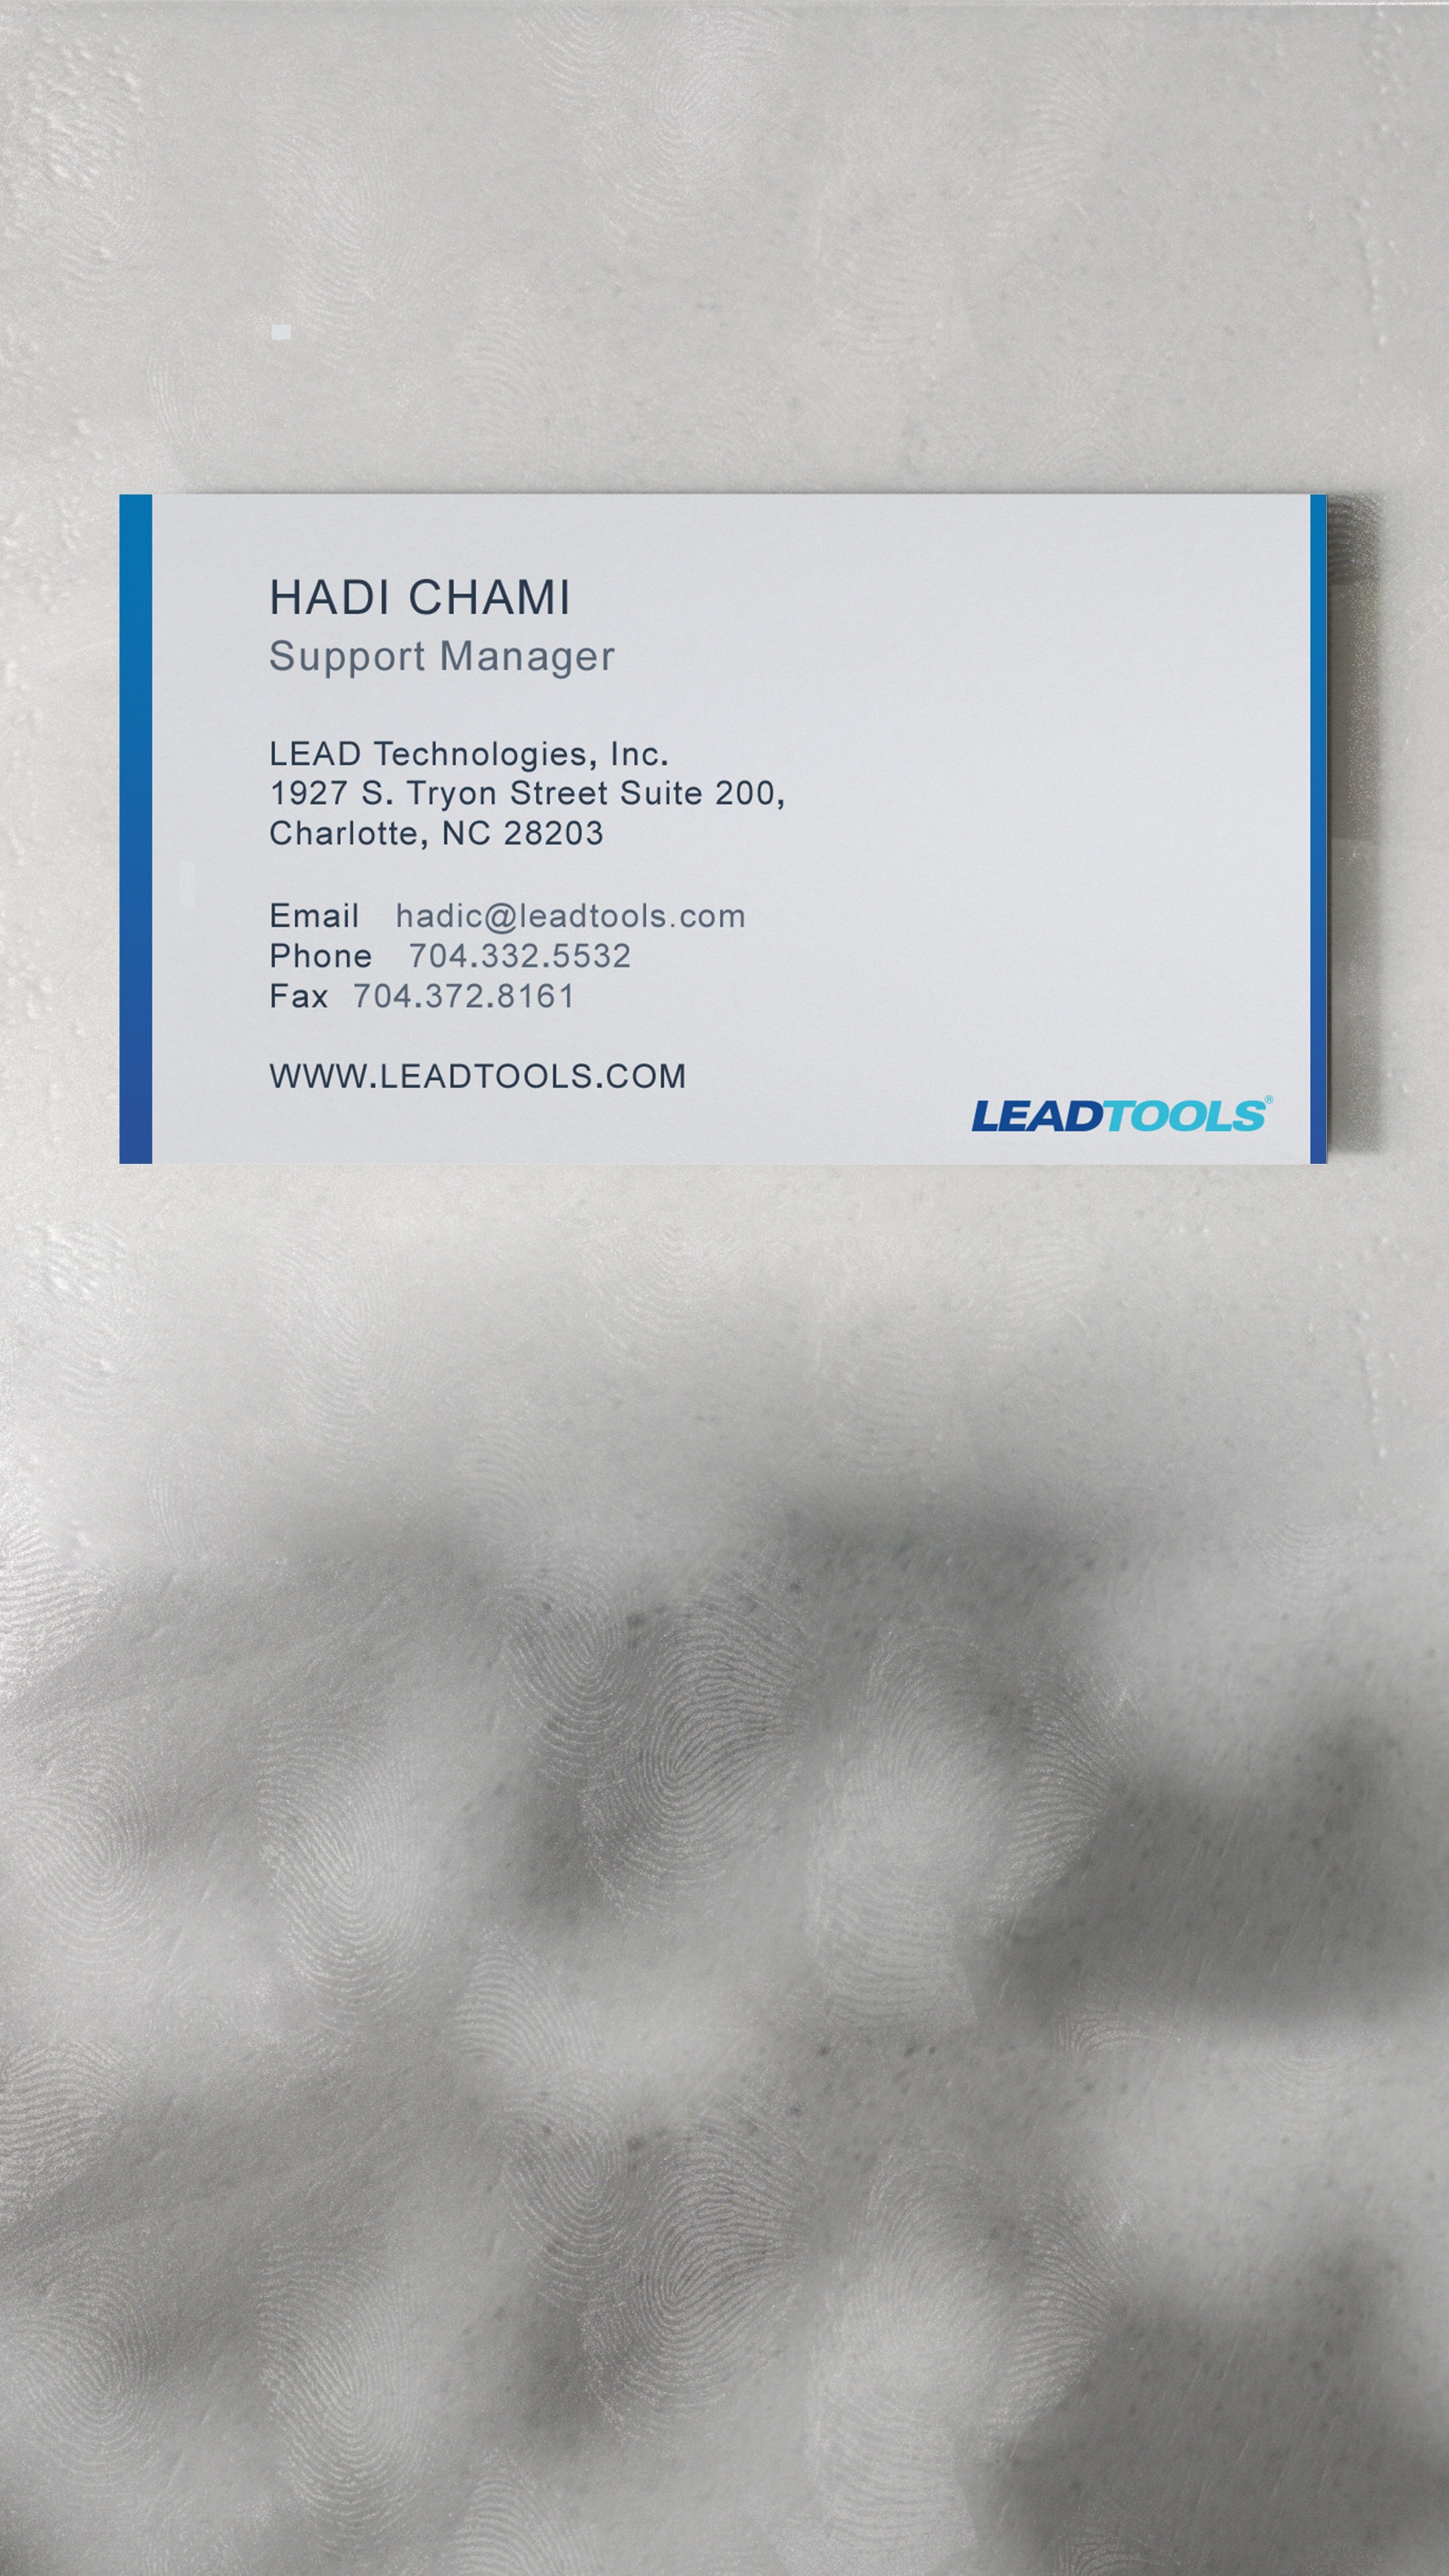 HADI CHAMI
Support Manager
LEAD Technologies, Inc.
1927 S. Tryon Street Suite 200,
Charlotte, NC 28203
Email hadic@leadtools.com
Phone 704.332.5532
Fax 704.372.8161
WWW.LEADTOOLS.COM
LEADTOOLS®